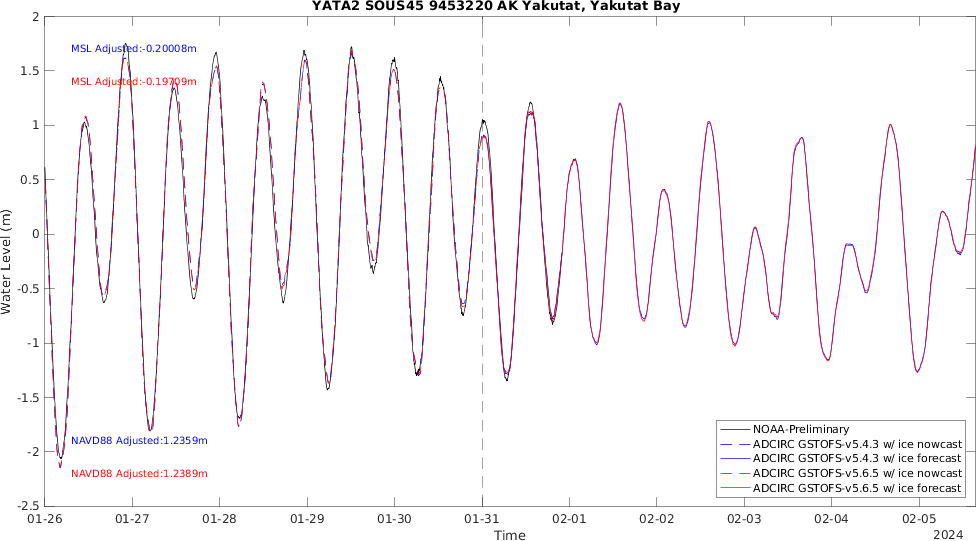 YATA2 SOUS45 9453220 AK Yakutat, Yakutat Bay
2
1.5
1
0.5
0
-0.5
-1
-1.5
-2
-2.5
Water Level (m)
MSL Adjusted:-0.20008m
MSL Adjusted:-0.19709m
NAVD88 Adjusted:1.2359m
NAVD88 Adjusted:1.2389m
NOAA-Preliminary
ADCIRC GSTOFS-v5.4.3 w/ ice nowcast
ADCIRC GSTOFS-v5.4.3 w/ ice forecast
ADCIRC GSTOFS-v5.6.5 w/ ice nowcast
ADCIRC GSTOFS-v5.6.5 w/ ice forecast
01-26 01-27 01-28 01-29 01-30 01-31 02-01 02-02 02-03 02-04 02-05
Time
2024